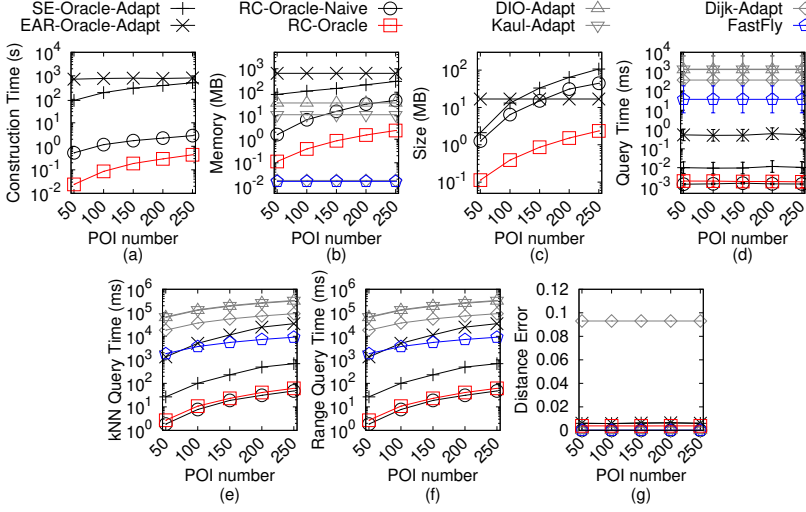 SE-Oracle-Adapt RC-Oracle-Naive DIO-Adapt Dijk-Adapt
EAR-Oracle-Adapt RC-Oracle Kaul-Adapt FastFly
Construction Time (s)
10^4
10^3
10^2
10^1
10^0
10^-1
10^-2
50 100 150 200 250
POI number
(a)
Memory (MB)
10^4
10^3
10^2
10^1
10^0
10^-1
10^-2
50 100 150 200 250
POI number
(b)
Size (MB)
10^2
10^1
10^0
10^-1
50 100 150 200 250
POI number
(c)
Query Time (ms)
10^4
10^3
10^2
10^1
10^0
10^-1
10^-2
10^-3
50 100 150 200 250
POI number
(d)
kNN Query Time (ms)
10^6
10^5
10^4
10^3
10^2
10^1
10^0
50 100 150 200 250
POI number
(e)
Range Query Time (ms)
10^6
10^5
10^4
10^3
10^2
10^1
10^0
50 100 150 200 250
POI number
(f)
Distance Error
0.12
0.1
0.08
0.06
0.04
0.02
0
50 100 150 200 250
POI number
(g)